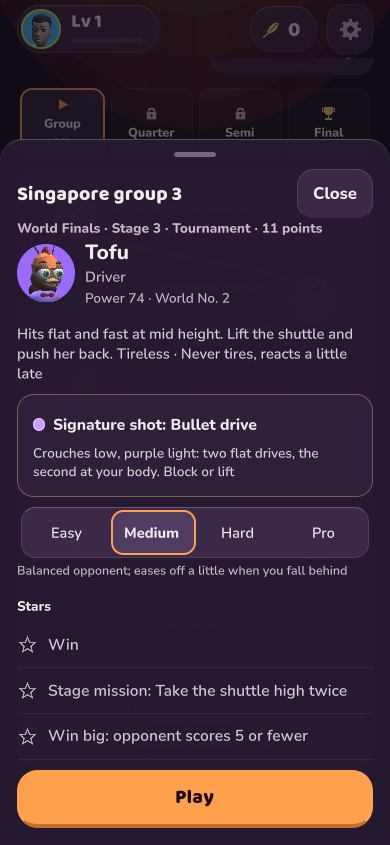 Lv 1
0
Group
Quarter
Semi
Final
Singapore group 3
Close
World Finals · Stage 3 · Tournament · 11 points
Tofu
Driver
Power 74 · World No. 2
Hits flat and fast at mid height. Lift the shuttle and
push her back. Tireless · Never tires, reacts a little
late
Signature shot: Bullet drive
Crouches low, purple light: two flat drives, the
second at your body. Block or lift
Easy
Medium
Hard
Pro
Balanced opponent; eases off a little when you fall behind
Stars
Win
Stage mission: Take the shuttle high twice
Win big: opponent scores 5 or fewer
Play